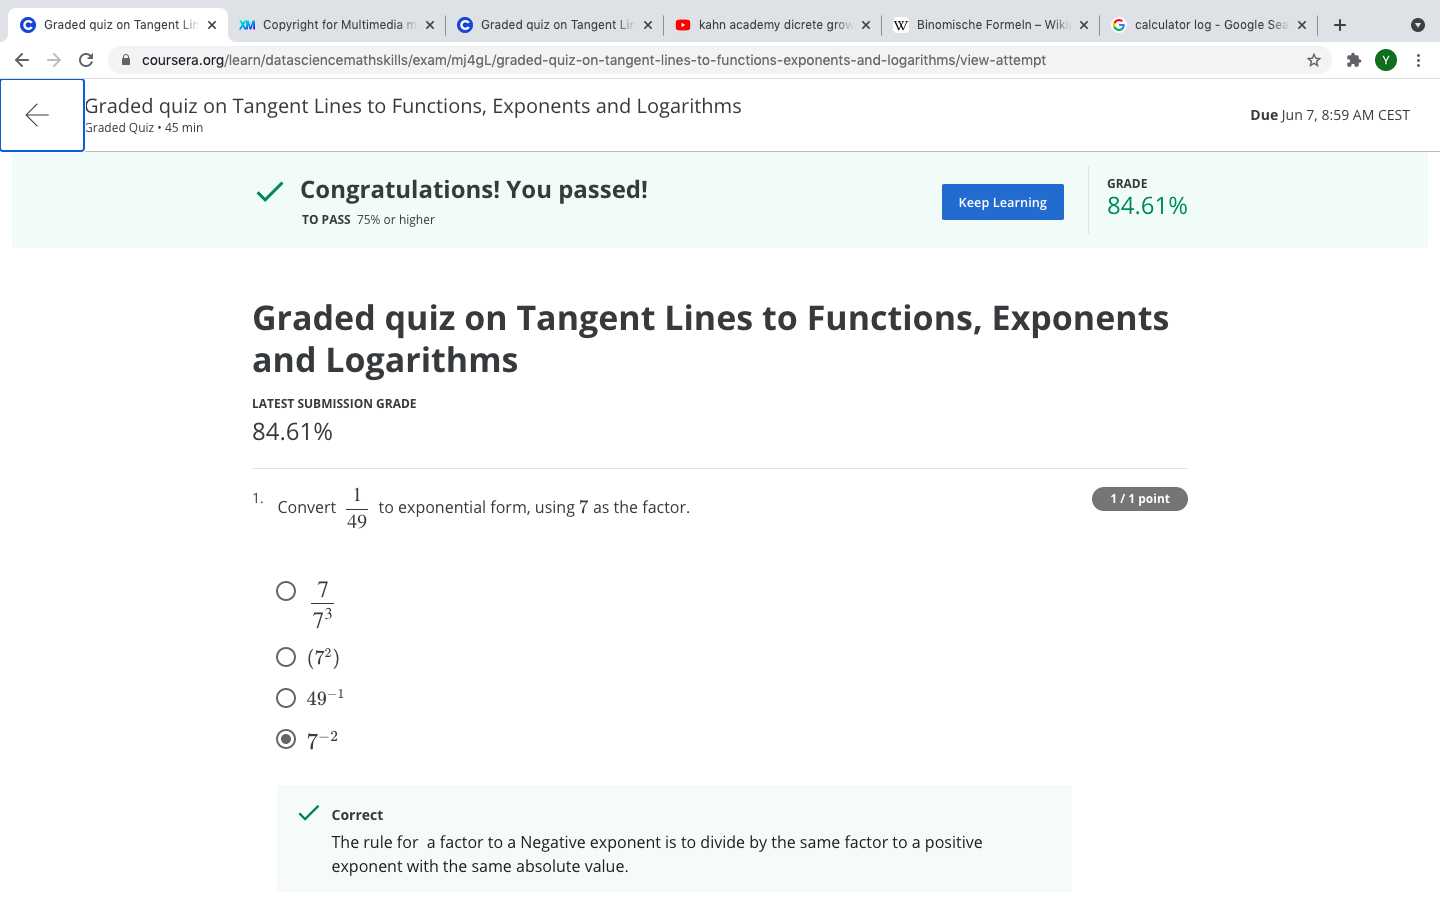 Graded quiz on Tangent Lin
Copyright for Multimedia m
Graded quiz on Tangent Lin
kahn academy dicrete grow
W Binomische Formeln – Wikip
G calculator log - Google Sea
coursera.org/learn/datasciencemathskills/exam/mj4gL/graded-quiz-on-tangent-lines-to-functions-exponents-and-logarithms/view-attempt
Y
Graded quiz on Tangent Lines to Functions, Exponents and Logarithms
Graded Quiz • 45 min
Due Jun 7, 8:59 AM CEST
Congratulations! You passed!
TO PASS 75% or higher
Keep Learning
GRADE
84.61%
Graded quiz on Tangent Lines to Functions, Exponents
and Logarithms
LATEST SUBMISSION GRADE
84.61%
1. Convert 1/49 to exponential form, using 7 as the factor.
1 / 1 point
7/7³
(7²)
49⁻¹
7⁻²
Correct
The rule for a factor to a Negative exponent is to divide by the same factor to a positive
exponent with the same absolute value.